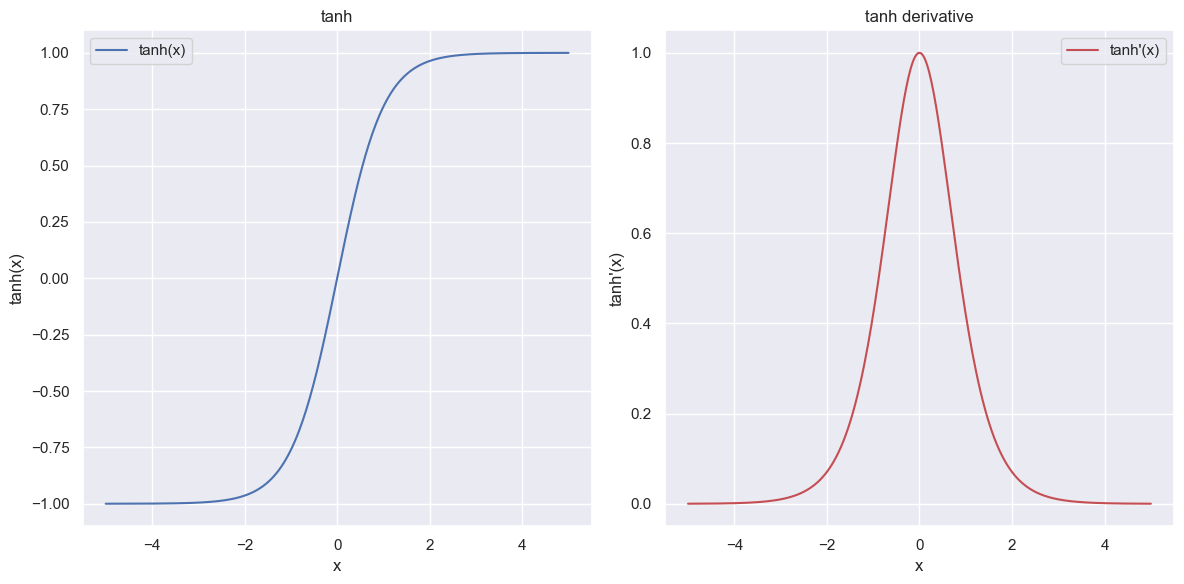 tanh
tanh(x)
1.00
0.75
0.50
0.25
0.00
−0.25
−0.50
−0.75
−1.00
tanh(x)
−4 −2 0 2 4
x
tanh derivative
tanh'(x)
1.0
0.8
0.6
0.4
0.2
0.0
tanh'(x)
−4 −2 0 2 4
x